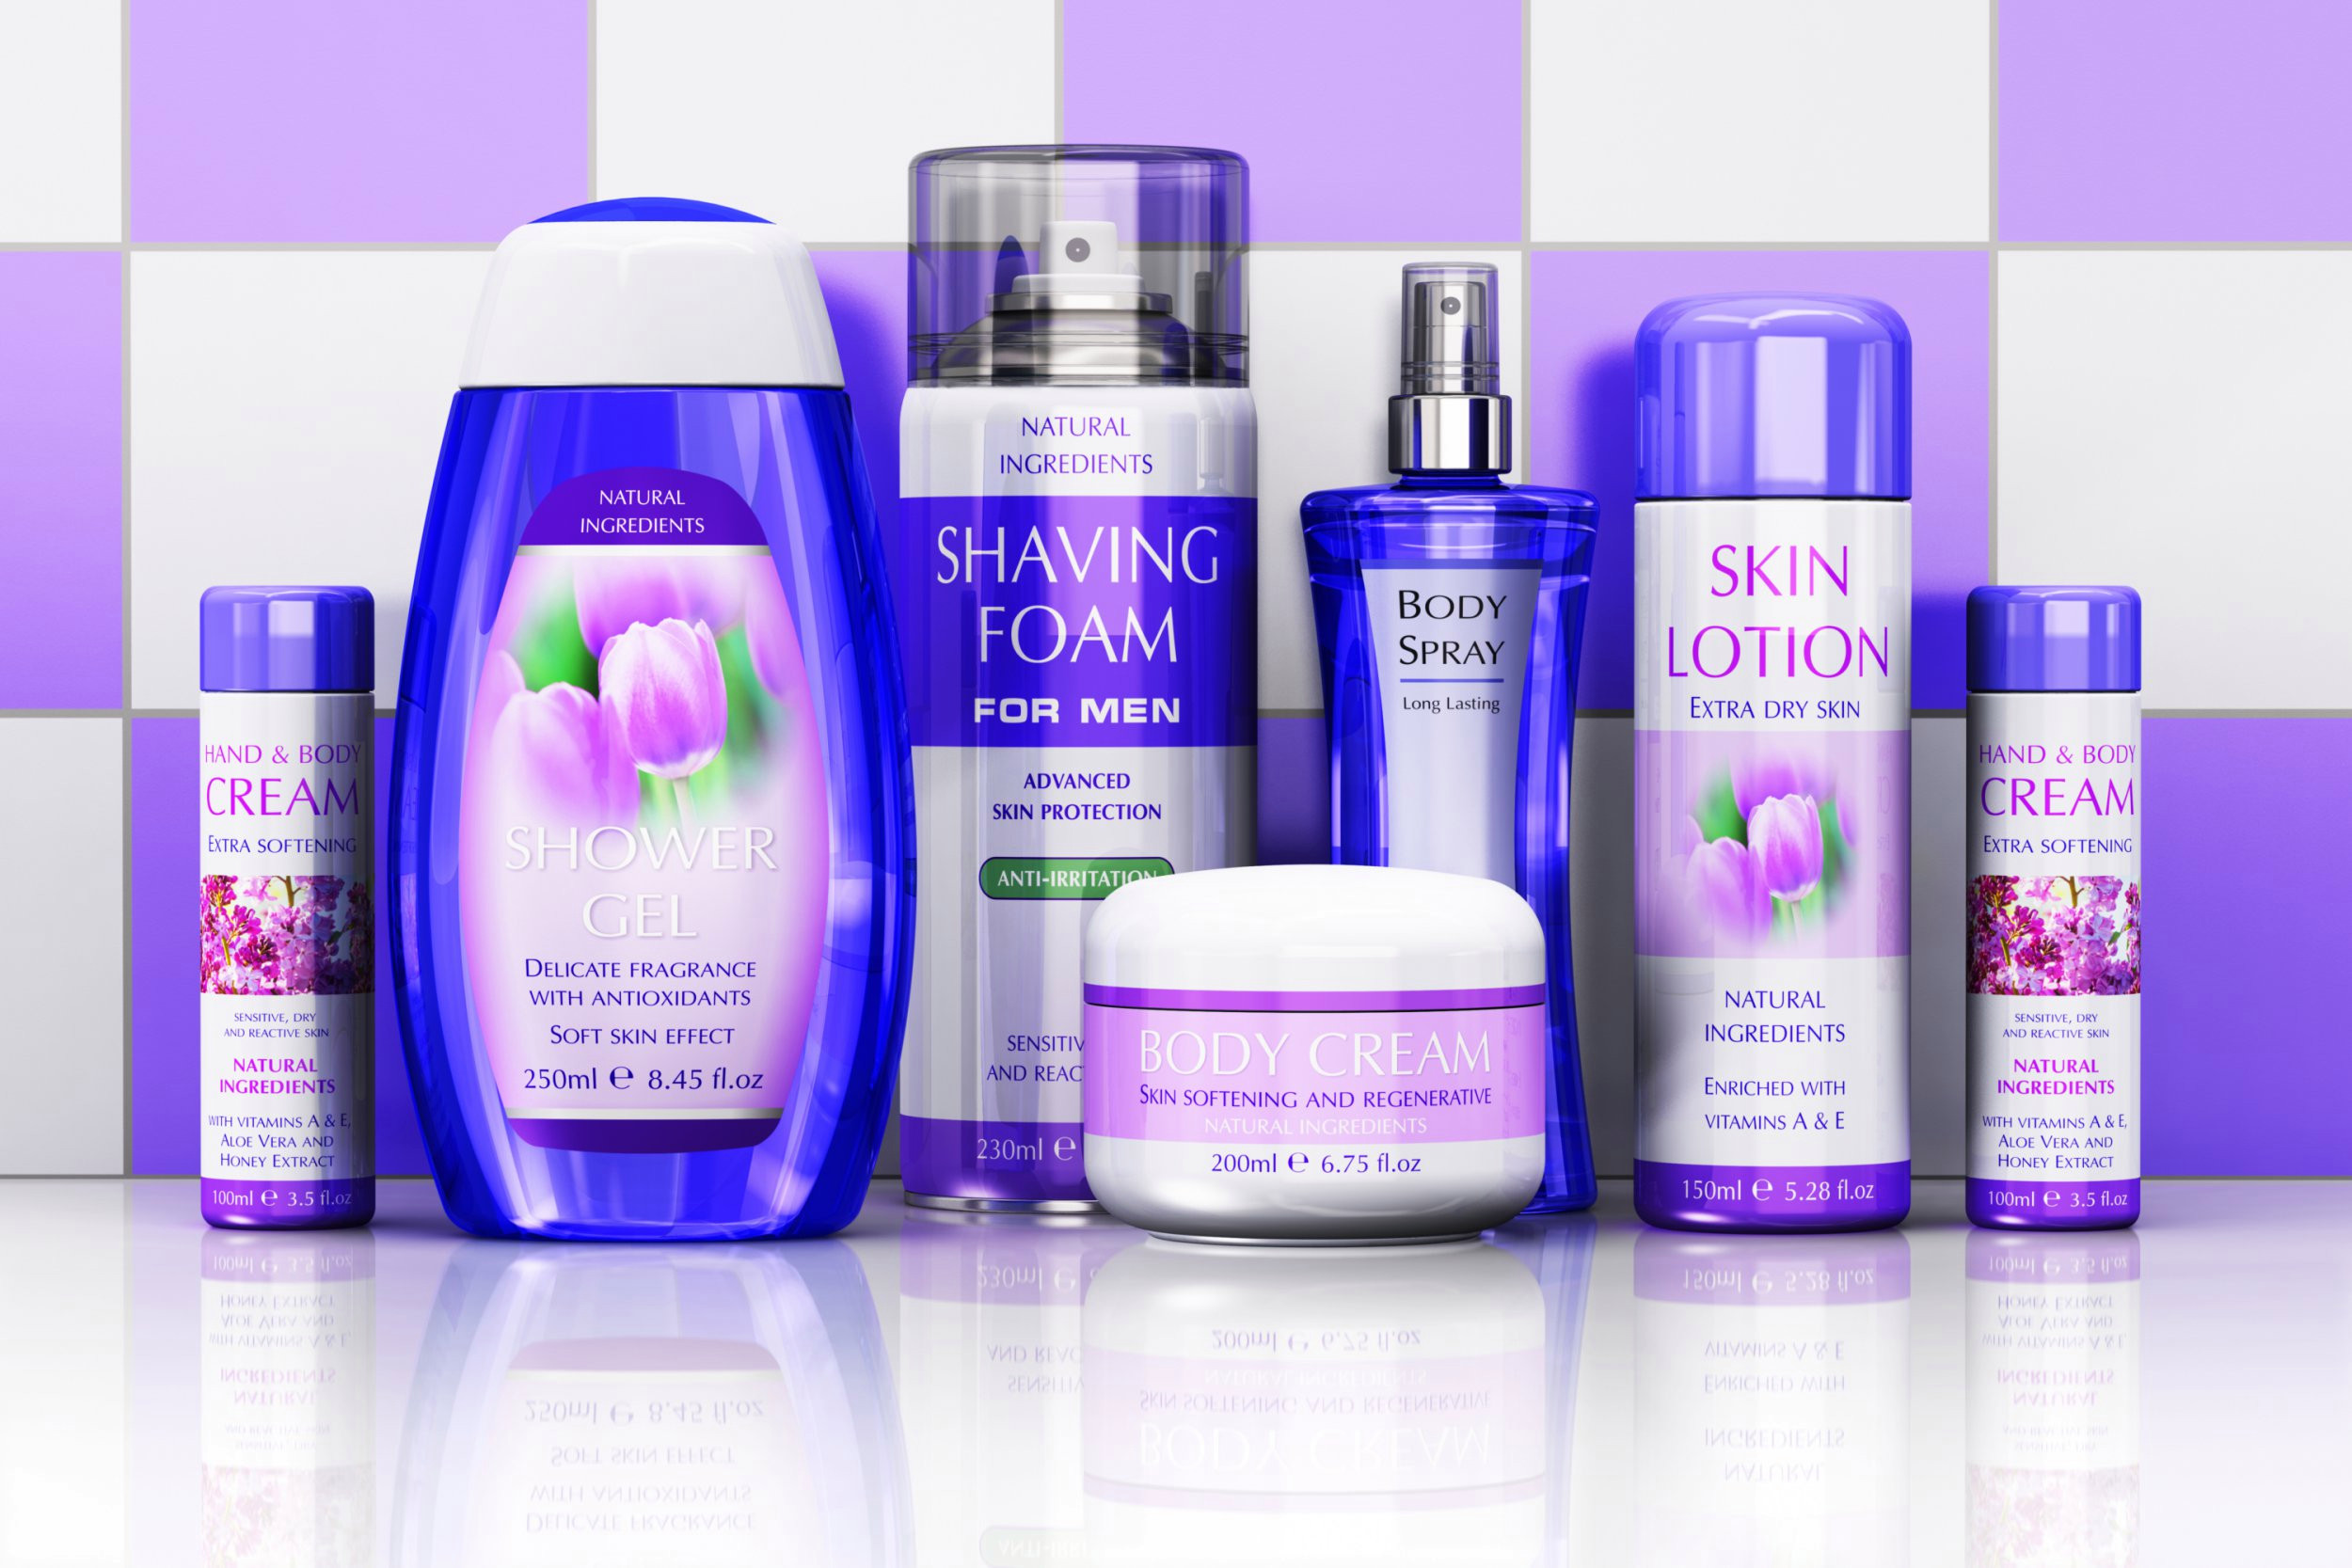 HAND & BODY
CREAM
EXTRA SOFTENING
SENSITIVE, DRY
AND REACTIVE SKIN
NATURAL
INGREDIENTS
WITH VITAMINS A & E,
ALOE VERA AND
HONEY EXTRACT
100ml ℮ 3.5 fl.oz
NATURAL
INGREDIENTS
SHOWER
GEL
DELICATE FRAGRANCE
WITH ANTIOXIDANTS
SOFT SKIN EFFECT
250ml ℮ 8.45 fl.oz
NATURAL
INGREDIENTS
SHAVING
FOAM
FOR MEN
ADVANCED
SKIN PROTECTION
ANTI-IRRITATION
SENSITIV
AND REAC
230ml ℮
BODY
SPRAY
Long Lasting
BODY CREAM
SKIN SOFTENING AND REGENERATIVE
NATURAL INGREDIENTS
200ml ℮ 6.75 fl.oz
SKIN
LOTION
EXTRA DRY SKIN
NATURAL
INGREDIENTS
ENRICHED WITH
VITAMINS A & E
150ml ℮ 5.28 fl.oz
HAND & BODY
CREAM
EXTRA SOFTENING
SENSITIVE, DRY
AND REACTIVE SKIN
NATURAL
INGREDIENTS
WITH VITAMINS A & E,
ALOE VERA AND
HONEY EXTRACT
100ml ℮ 3.5 fl.oz